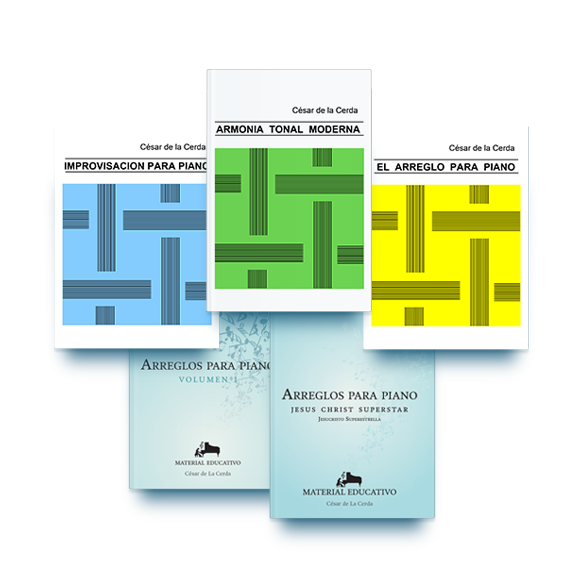 César de la Cerda
ARMONIA TONAL MODERNA
César de la Cerda
IMPROVISACION PARA PIANO
César de la Cerda
EL ARREGLO PARA PIANO
ARREGLOS PARA PIANO
VOLUMEN 1
MATERIAL EDUCATIVO
César de La Cerda
ARREGLOS PARA PIANO
JESUS CHRIST SUPERSTAR
JESUCRISTO SUPERESTRELLA
MATERIAL EDUCATIVO
César de La Cerda